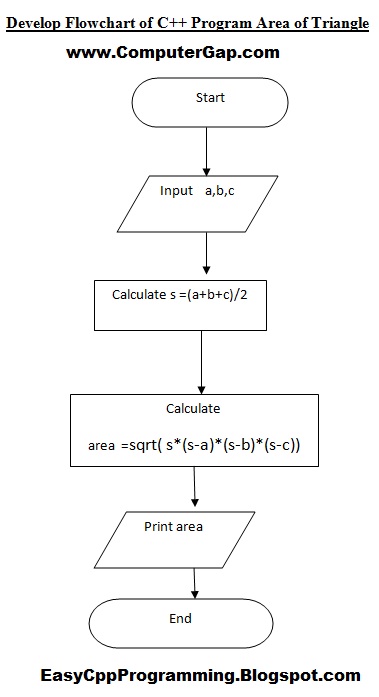 Develop Flowchart of C++ Program Area of Triangle
www.ComputerGap.com
Start
Input a,b,c
Calculate s =(a+b+c)/2
Calculate
area =sqrt( s*(s-a)*(s-b)*(s-c))
Print area
End
EasyCppProgramming.Blogspot.com